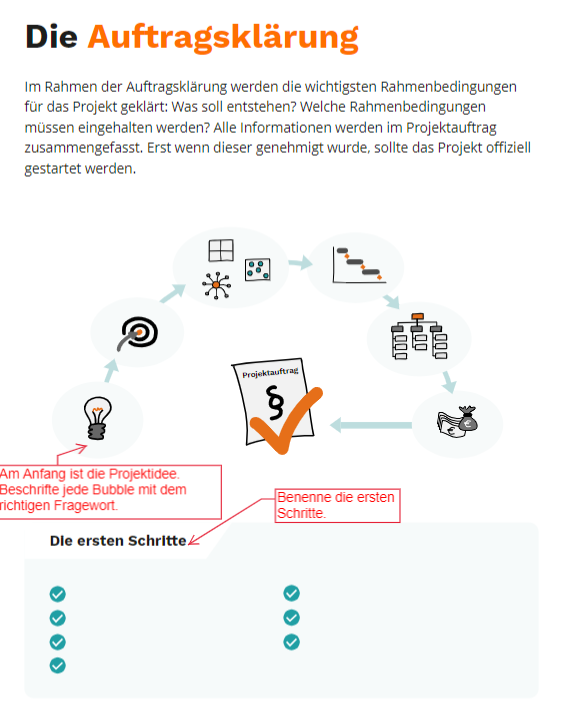 Die Auftragsklärung
Im Rahmen der Auftragsklärung werden die wichtigsten Rahmenbedingungen
für das Projekt geklärt: Was soll entstehen? Welche Rahmenbedingungen
müssen eingehalten werden? Alle Informationen werden im Projektauftrag
zusammengefasst. Erst wenn dieser genehmigt wurde, sollte das Projekt offiziell
gestartet werden.
Projektauftrag
§
€
€
Am Anfang ist die Projektidee.
Beschrifte jede Bubble mit dem
richtigen Fragewort.
Benenne die ersten
Schritte.
Die ersten Schritte